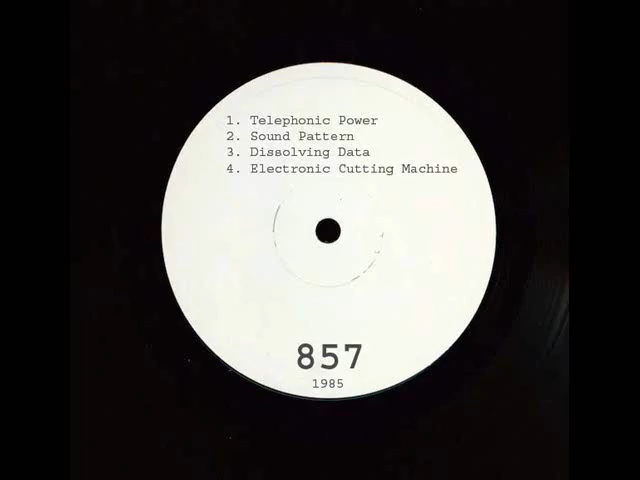 1. Telephonic Power
2. Sound Pattern
3. Dissolving Data
4. Electronic Cutting Machine
857
1985